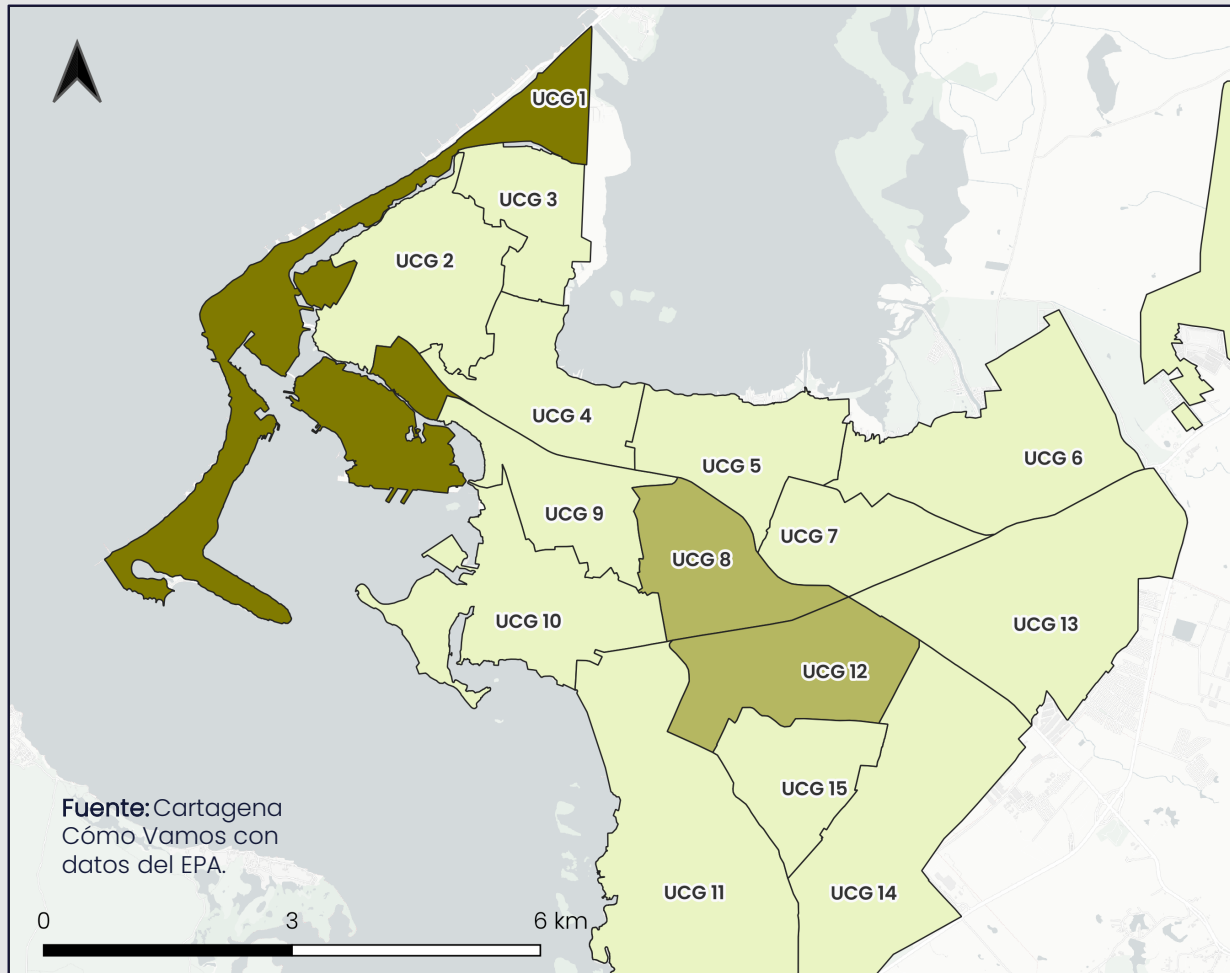 UCG 1
UCG 3
UCG 2
UCG 4
UCG 5
UCG 6
UCG 9
UCG 7
UCG 8
UCG 10
UCG 13
UCG 12
UCG 15
UCG 11
UCG 14
Fuente: Cartagena
Cómo Vamos con
datos del EPA.
0 3 6 km